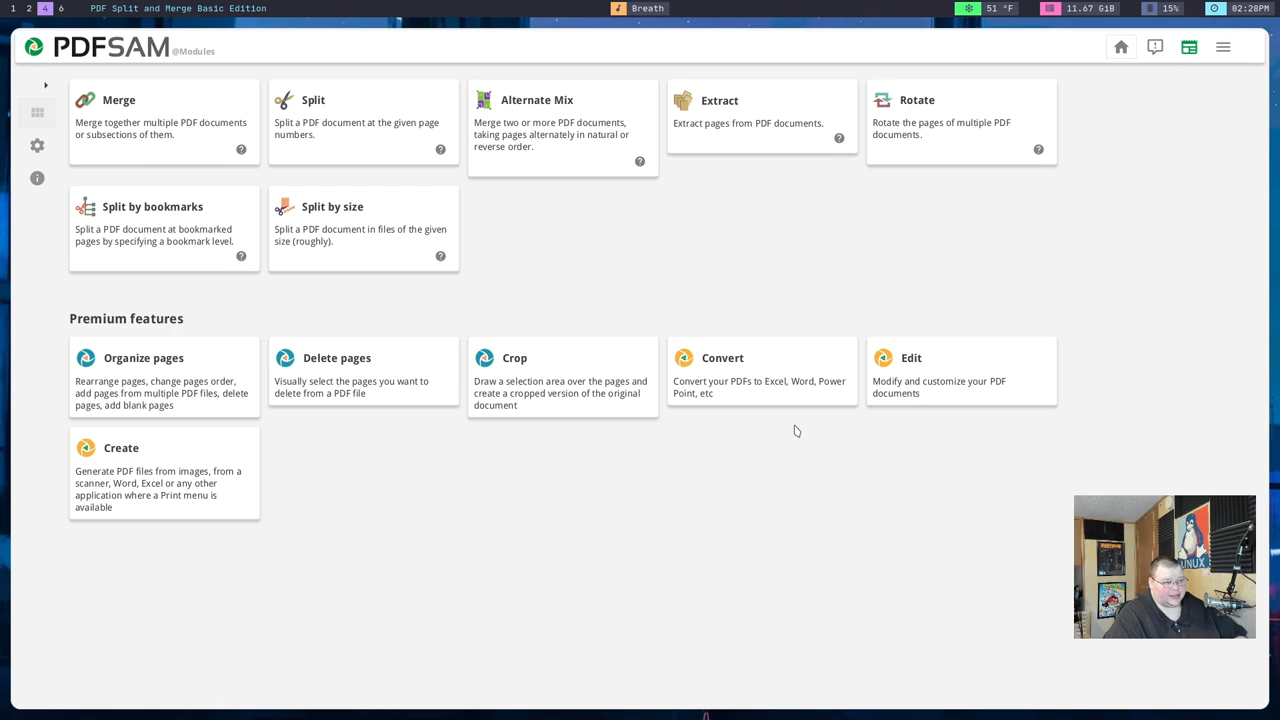 1 2 4 6 PDF Split and Merge Basic Edition Breath 51 °F 11.67 GiB 15% 02:28PM
PDFSAM @Modules
Merge
Merge together multiple PDF documents
or subsections of them.
Split
Split a PDF document at the given page
numbers.
Alternate Mix
Merge two or more PDF documents,
taking pages alternately in natural or
reverse order.
Extract
Extract pages from PDF documents.
Rotate
Rotate the pages of multiple PDF
documents.
Split by bookmarks
Split a PDF document at bookmarked
pages by specifying a bookmark level.
Split by size
Split a PDF document in files of the given
size (roughly).
Premium features
Organize pages
Rearrange pages, change pages order,
add pages from multiple PDF files, delete
pages, add blank pages
Delete pages
Visually select the pages you want to
delete from a PDF file
Crop
Draw a selection area over the pages and
create a cropped version of the original
document
Convert
Convert your PDFs to Excel, Word, Power
Point, etc
Edit
Modify and customize your PDF
documents
Create
Generate PDF files from images, from a
scanner, Word, Excel or any other
application where a Print menu is
available
LINUX